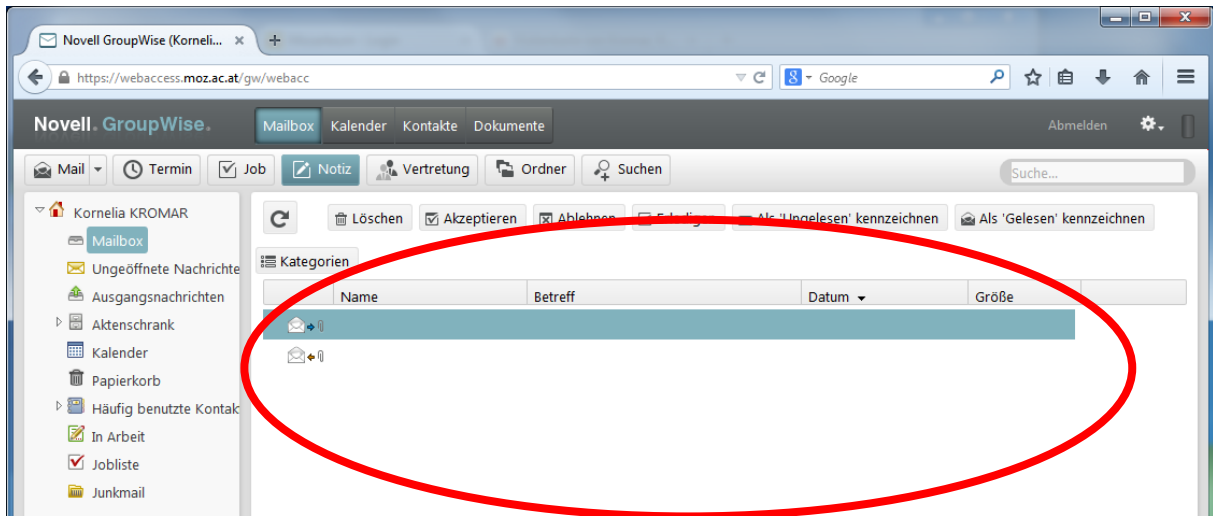 Novell GroupWise (Korneli...
https://webaccess.moz.ac.at/gw/webacc
Google
Novell. GroupWise. Mailbox Kalender Kontakte Dokumente Abmelden
Mail Termin Job Notiz Vertretung Ordner Suchen Suche...
Kornelia KROMAR
Mailbox
Ungeöffnete Nachrichte
Ausgangsnachrichten
Aktenschrank
Kalender
Papierkorb
Häufig benutzte Kontak
In Arbeit
Jobliste
Junkmail
Löschen Akzeptieren Ablehnen Erledigen Als 'Ungelesen' kennzeichnen Als 'Gelesen' kennzeichnen
Kategorien
Name Betreff Datum Größe